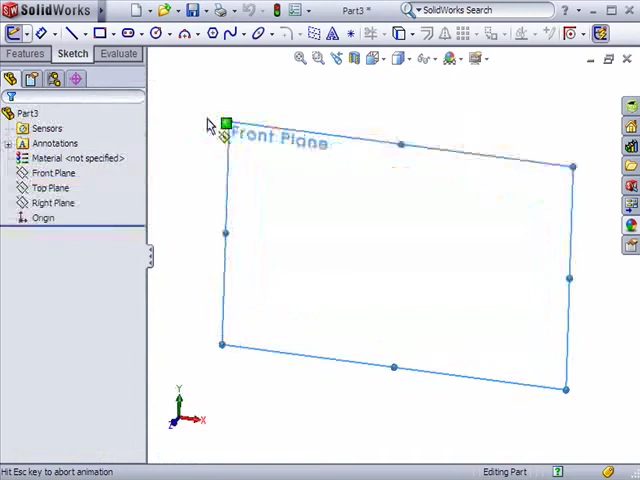 SolidWorks
Part3 *
SolidWorks Search
Features
Sketch
Evaluate
Part3
Sensors
Annotations
Material <not specified>
Front Plane
Top Plane
Right Plane
Origin
Front Plane
Y
X
Z
Hit Esc key to abort animation
Editing Part